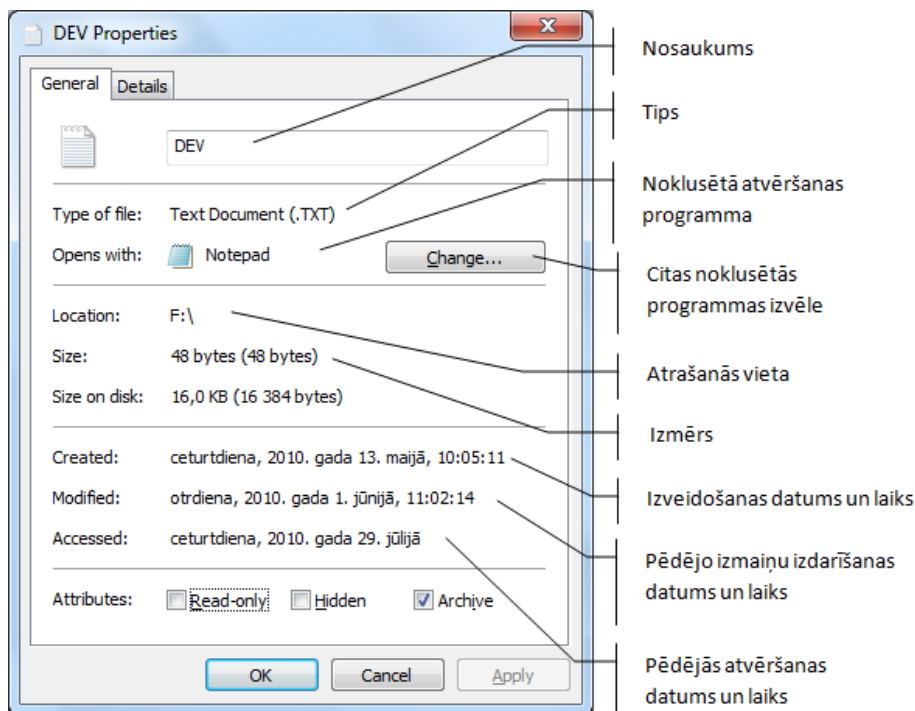 DEV Properties
General
Details
DEV
Type of file: Text Document (.TXT)
Opens with: Notepad
Change...
Location: F:\
Size: 48 bytes (48 bytes)
Size on disk: 16,0 KB (16 384 bytes)
Created: ceturtdiena, 2010. gada 13. maijā, 10:05:11
Modified: otrdiena, 2010. gada 1. jūnijā, 11:02:14
Accessed: ceturtdiena, 2010. gada 29. jūlijā
Attributes: Read-only Hidden Archive
OK Cancel Apply
Nosaukums
Tips
Noklusētā atvēršanas
programma
Citas noklusētās
programmas izvēle
Atrašanās vieta
Izmērs
Izveidošanas datums un laiks
Pēdējo izmaiņu izdarīšanas
datums un laiks
Pēdējās atvēršanas
datums un laiks